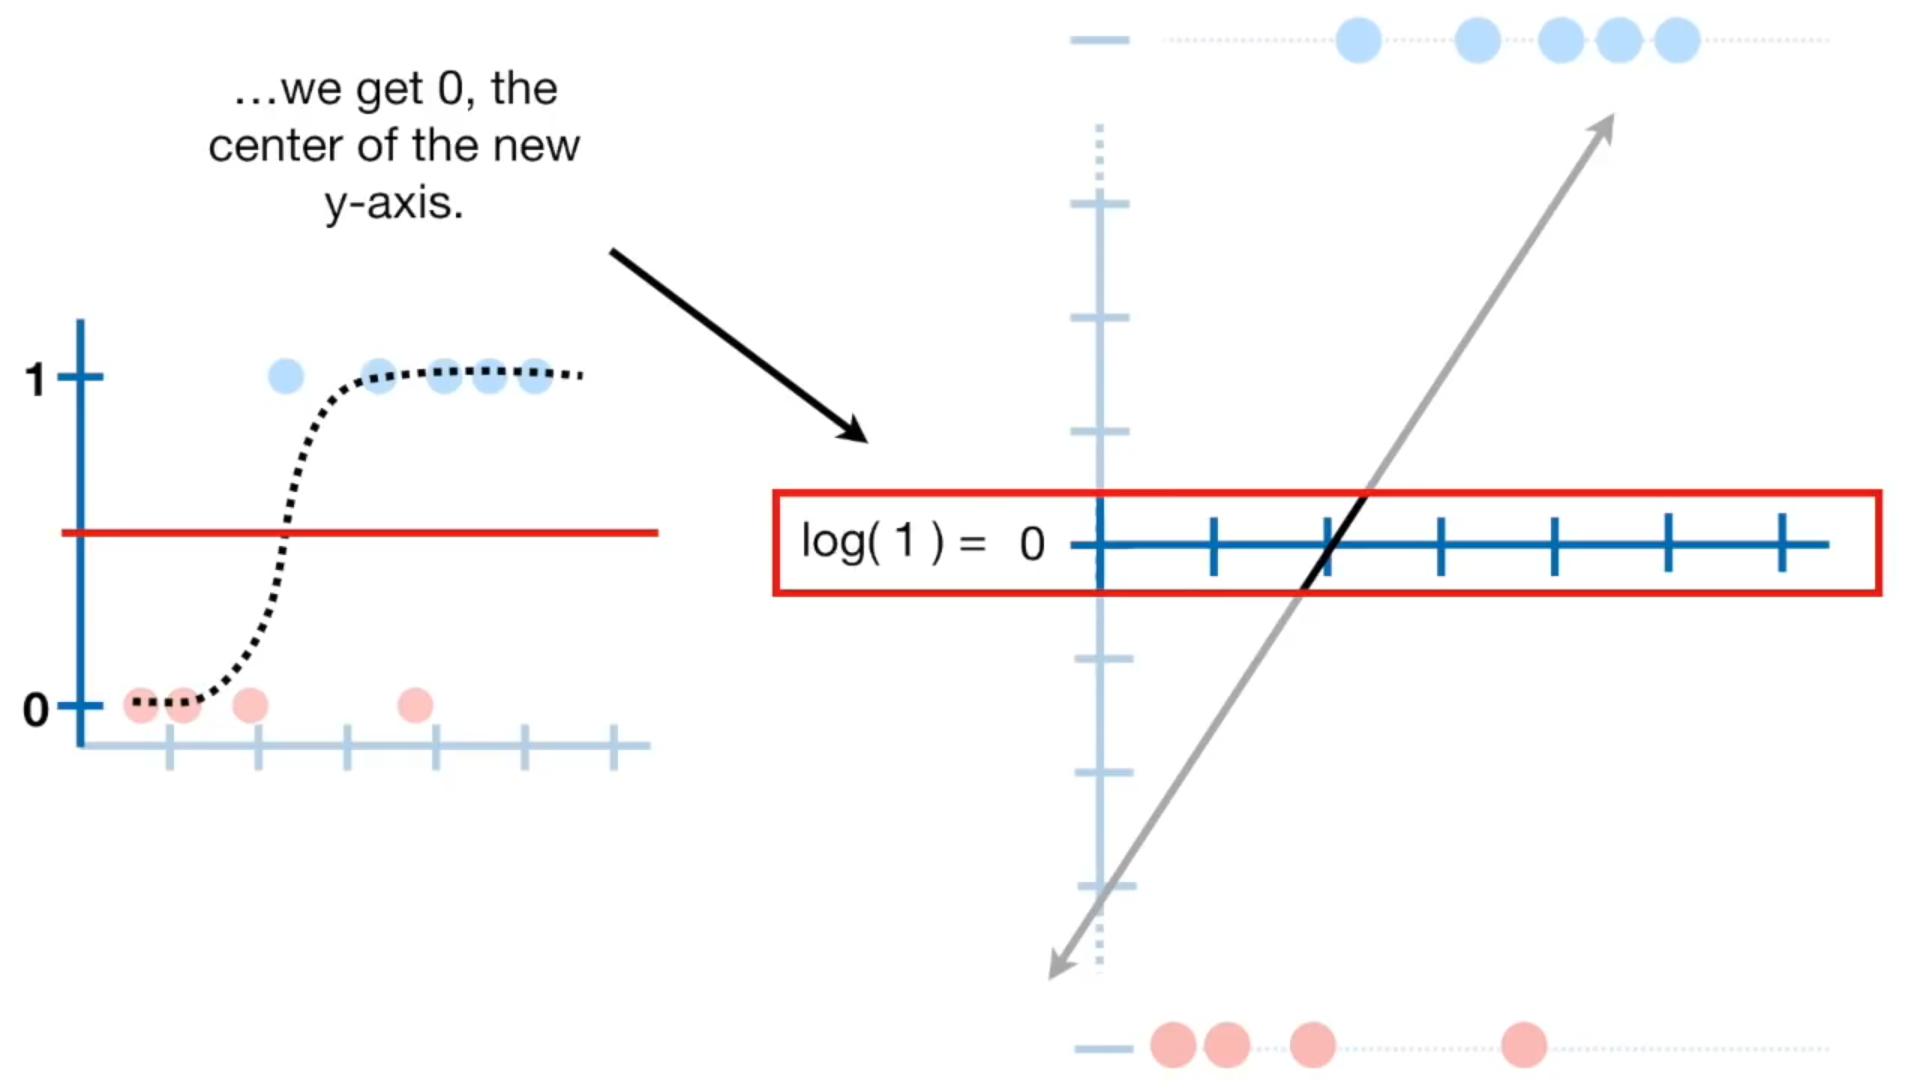 …we get 0, the
center of the new
y-axis.
1
0
log( 1 ) = 0